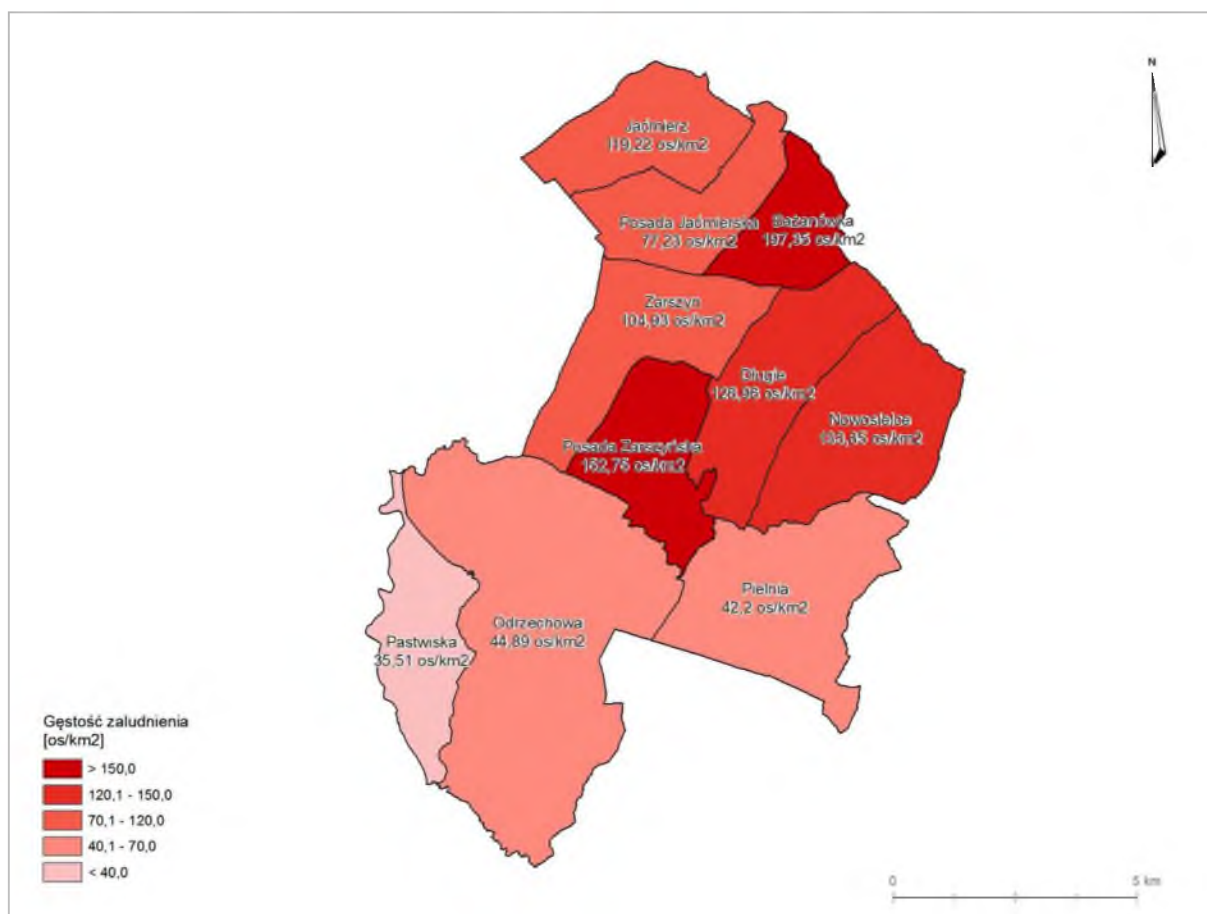 N
Jaćmierz
119,22 os/km2
Posada Jaćmierska
77,23 os/km2
Bażanówka
197,35 os/km2
Zarszyn
104,93 os/km2
Długie
128,98 os/km2
Nowosielce
os/km2
Posada Zarszyńska
152,75 os/km2
Pielnia
42,2 os/km2
Odrzechowa
44,89 os/km2
Pastwiska
35,51 os/km2
Gęstość zaludnienia
[os/km2]
> 150,0
120,1 - 150,0
70,1 - 120,0
40,1 - 70,0
< 40,0
0
5 km